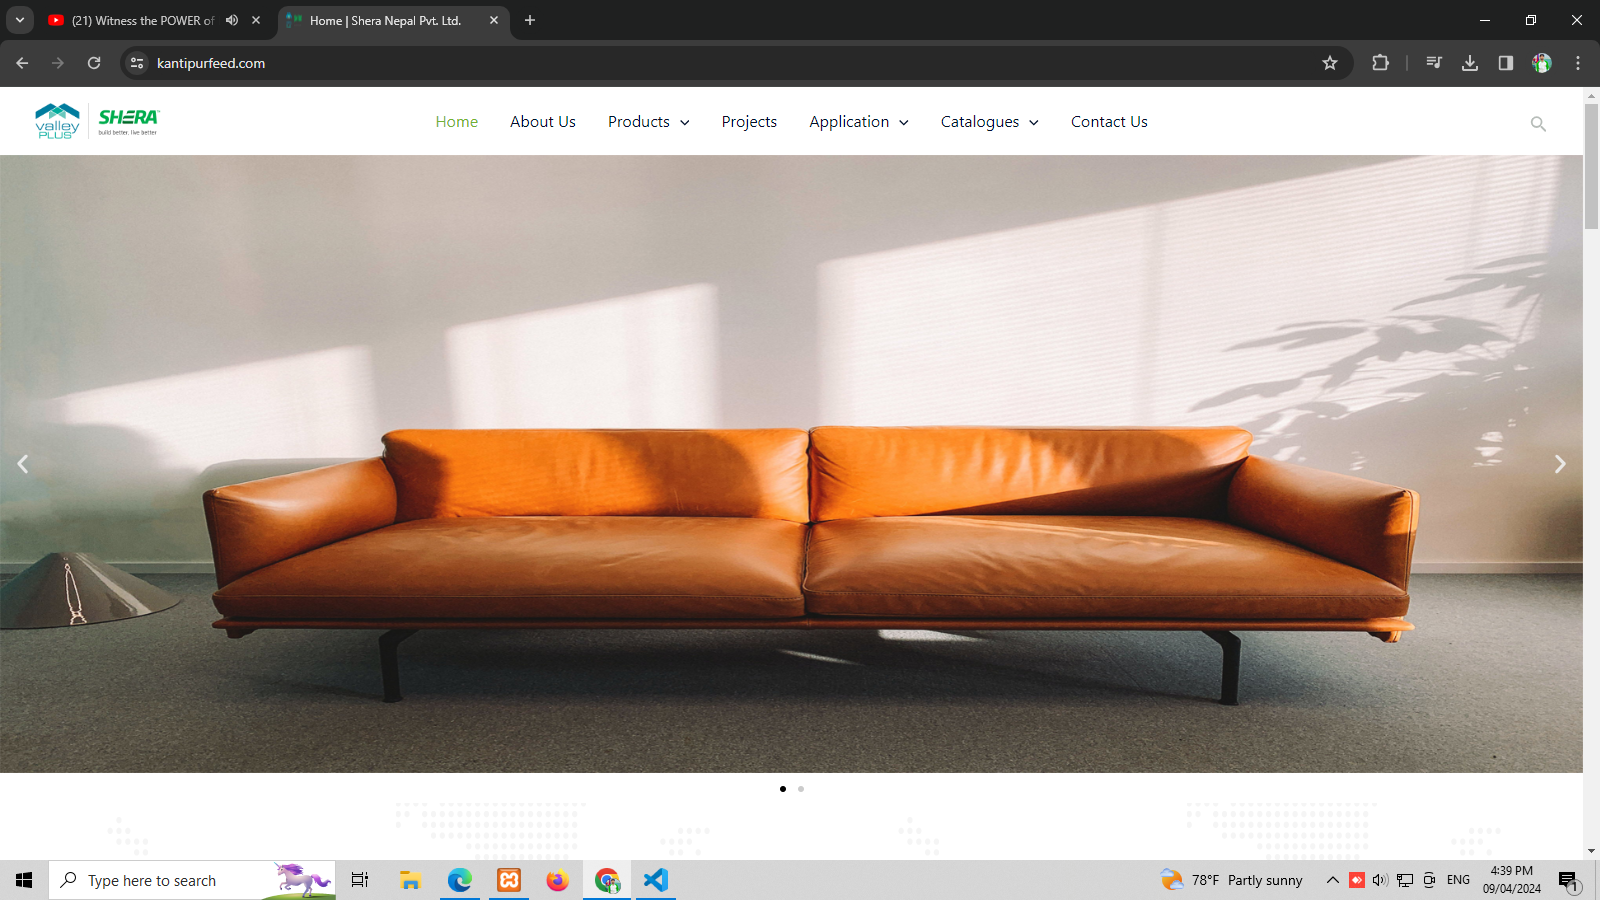 (21) Witness the POWER of
Home | Shera Nepal Pvt. Ltd.
kantipurfeed.com
valley
PLUS
SHERA
build better. live better.
Home
About Us
Products
Projects
Application
Catalogues
Contact Us
Type here to search
78°F Partly sunny
ENG
4:39 PM
09/04/2024
1